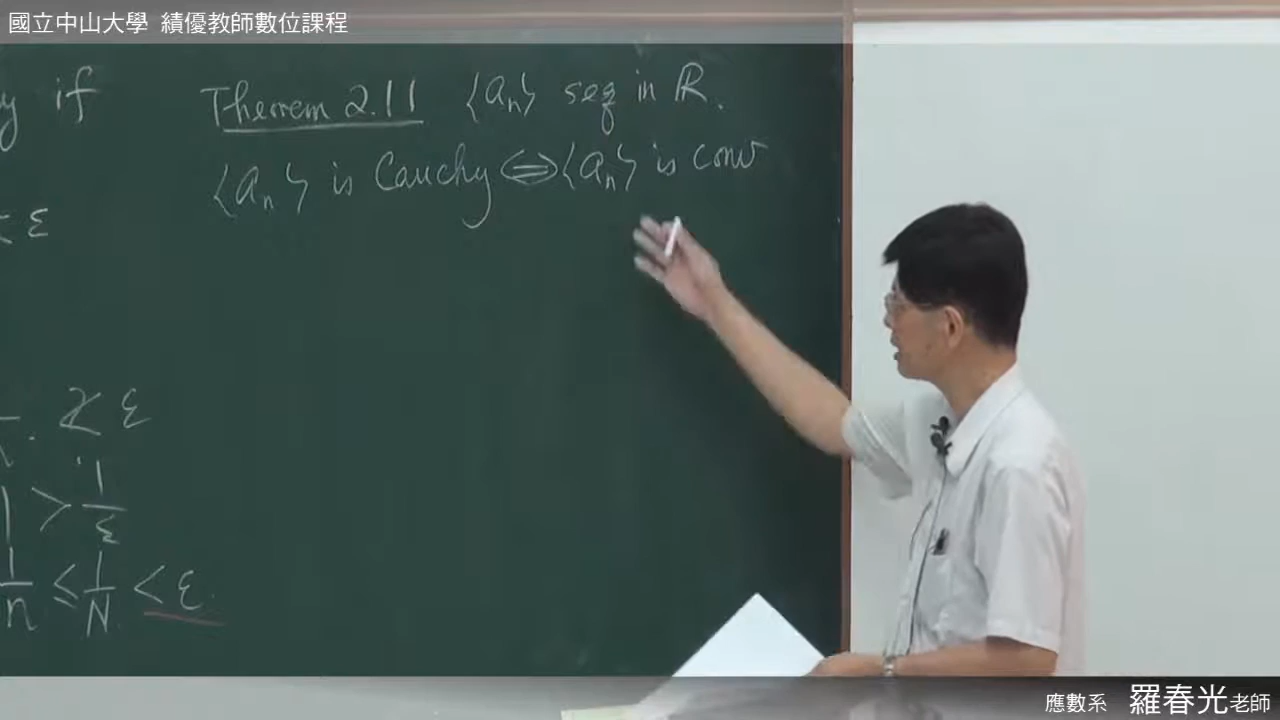 國立中山大學 績優教師數位課程
y if
< ε
Theorem 2.11 〈aₙ〉 seq in ℝ.
〈aₙ〉 is Cauchy ⇔ 〈aₙ〉 is conv
< ε
> 1/ε
1/n ≤ 1/N < ε.
應數系 羅春光老師